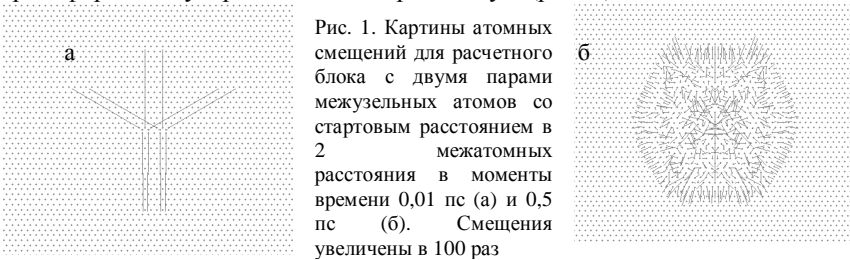 а
Рис. 1. Картины атомных
смещений для расчетного
блока с двумя парами
межузельных атомов со
стартовым расстоянием в
2 межатомных
расстояния в моменты
времени 0,01 пс (а) и 0,5
пс (б). Смещения
увеличены в 100 раз
б